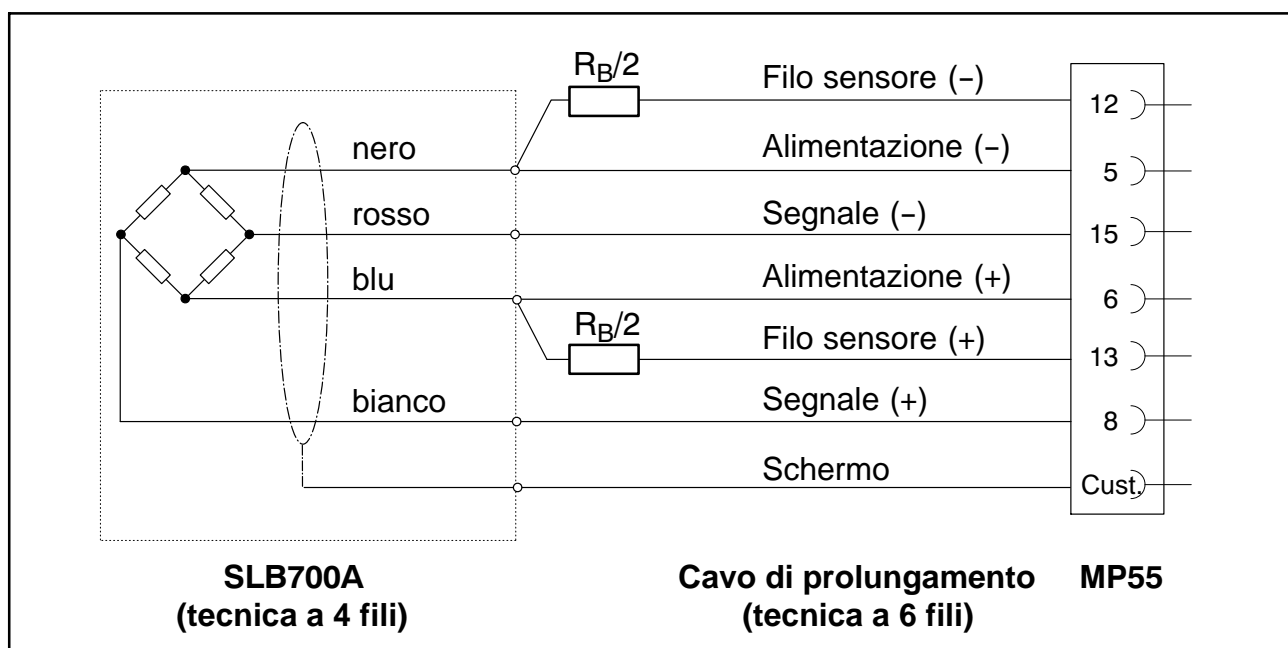 R_B/2
Filo sensore (–)
12
nero
Alimentazione (–)
5
rosso
Segnale (–)
15
blu
Alimentazione (+)
6
R_B/2
Filo sensore (+)
13
bianco
Segnale (+)
8
Schermo
Cust.
SLB700A
(tecnica a 4 fili)
Cavo di prolungamento
(tecnica a 6 fili)
MP55